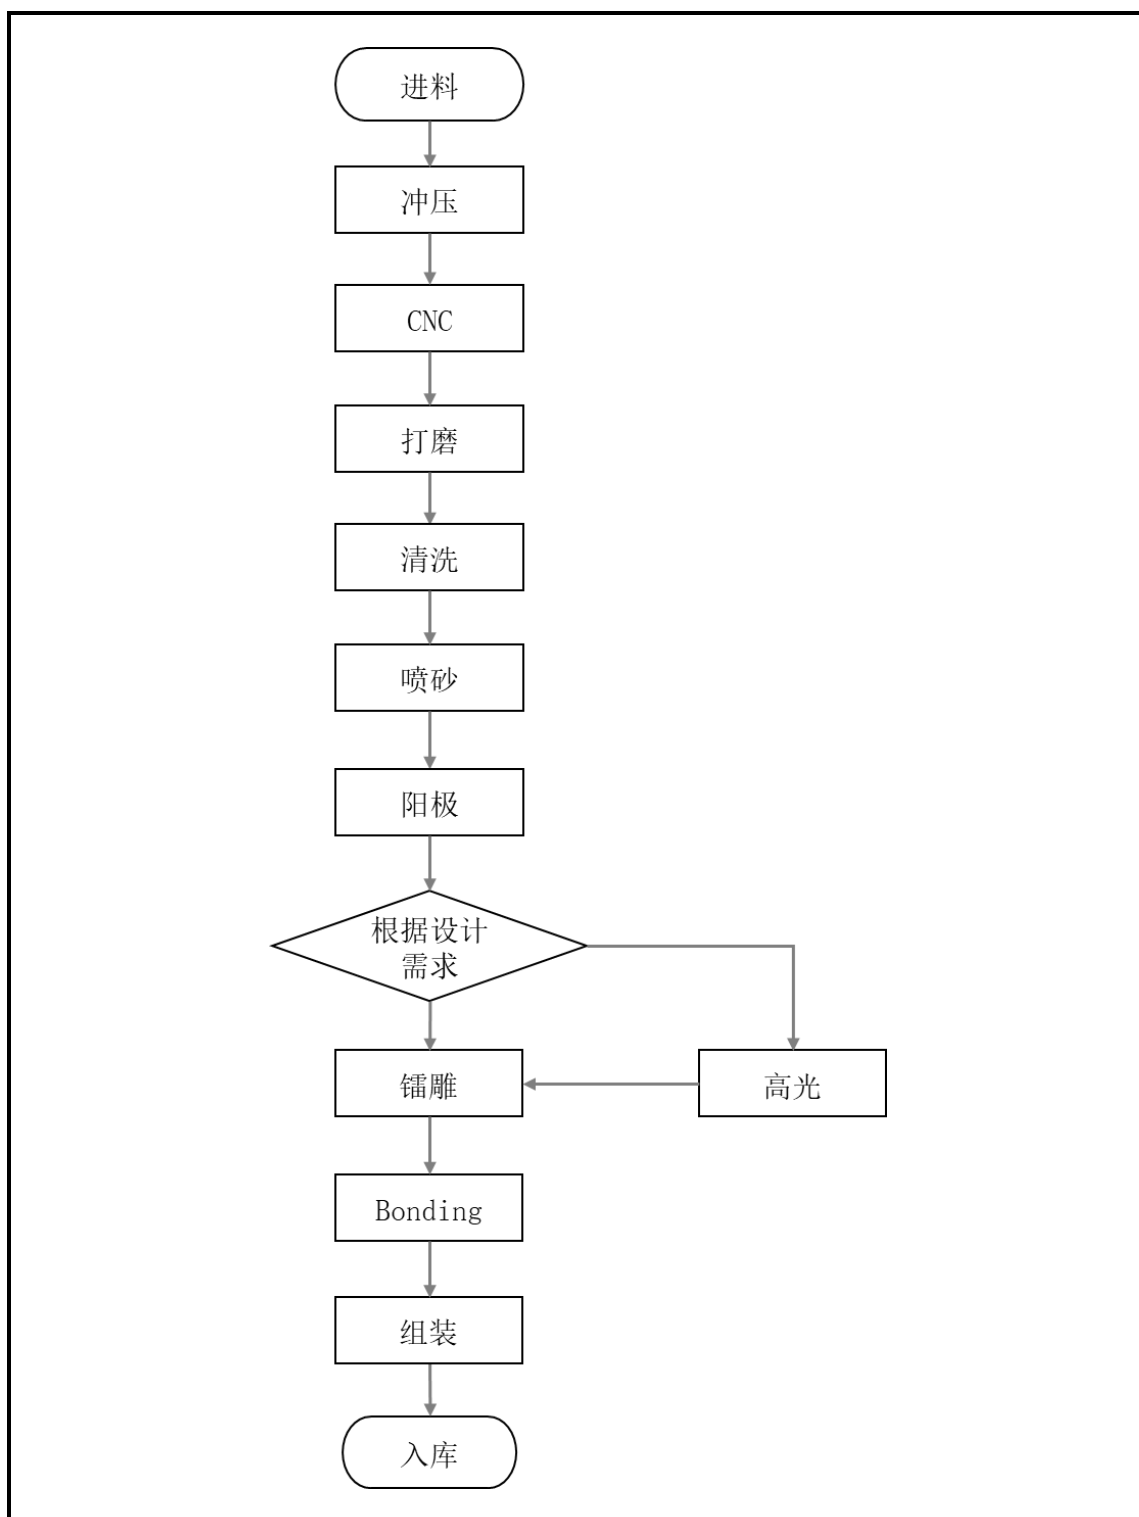 进料
冲压
CNC
打磨
清洗
喷砂
阳极
根据设计
需求
镭雕
高光
Bonding
组装
入库